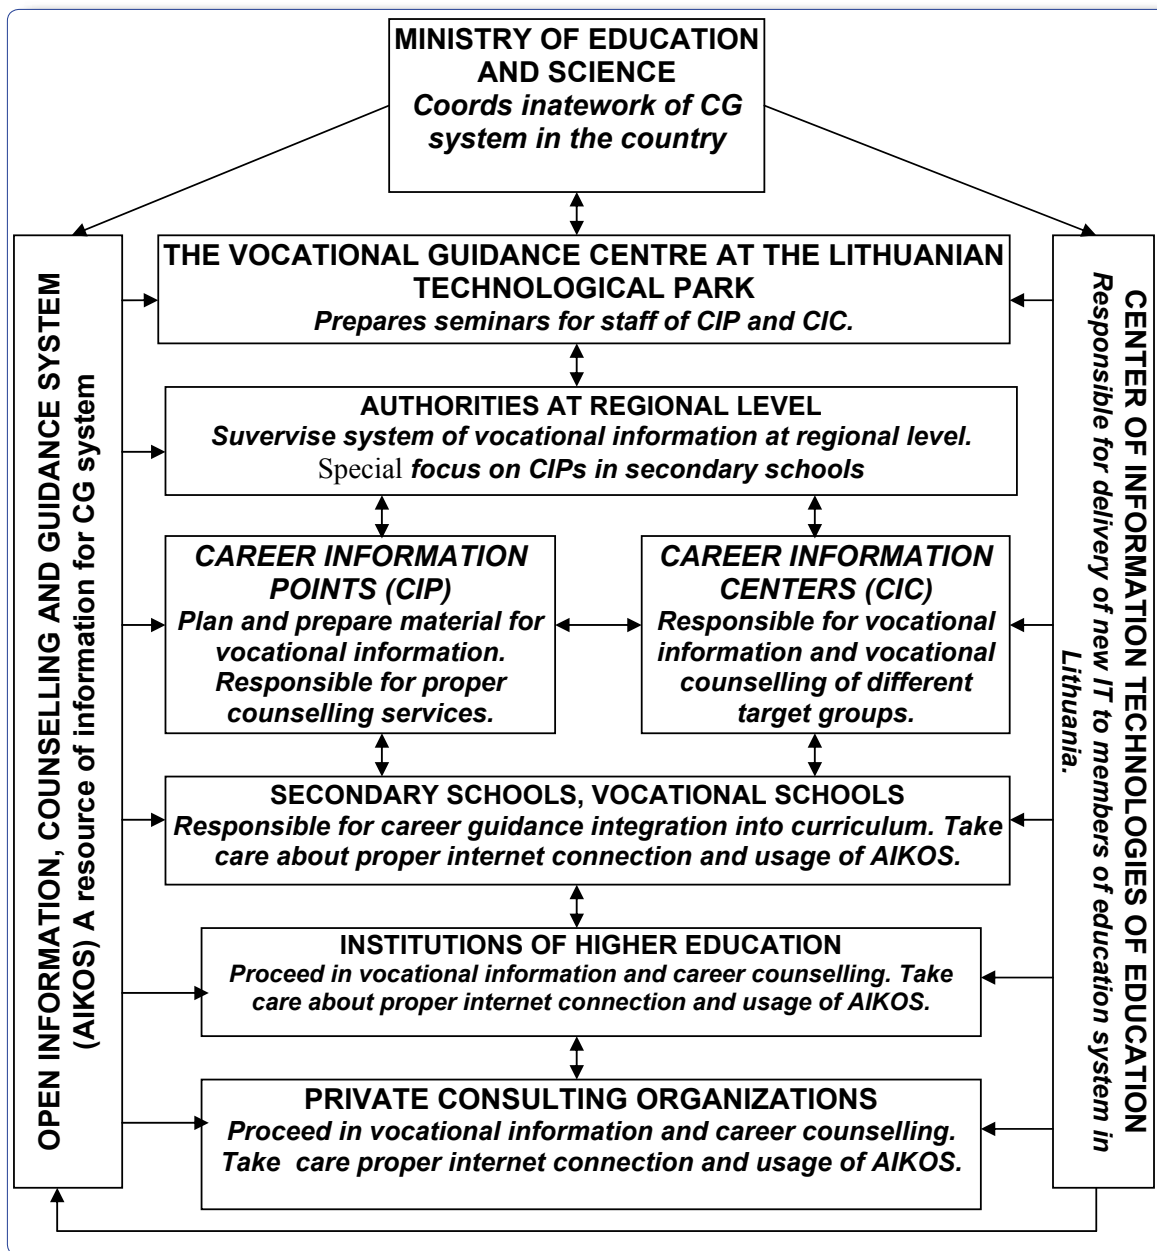 MINISTRY OF EDUCATION
AND SCIENCE
Coords inatework of CG
system in the country
OPEN INFORMATION, COUNSELLING AND GUIDANCE SYSTEM
(AIKOS) A resource of information for CG system
THE VOCATIONAL GUIDANCE CENTRE AT THE LITHUANIAN
TECHNOLOGICAL PARK
Prepares seminars for staff of CIP and CIC.
AUTHORITIES AT REGIONAL LEVEL
Suvervise system of vocational information at regional level.
Special focus on CIPs in secondary schools
CAREER INFORMATION
POINTS (CIP)
Plan and prepare material for
vocational information.
Responsible for proper
counselling services.
CAREER INFORMATION
CENTERS (CIC)
Responsible for vocational
information and vocational
counselling of different
target groups.
SECONDARY SCHOOLS, VOCATIONAL SCHOOLS
Responsible for career guidance integration into curriculum. Take
care about proper internet connection and usage of AIKOS.
INSTITUTIONS OF HIGHER EDUCATION
Proceed in vocational information and career counselling. Take
care about proper internet connection and usage of AIKOS.
PRIVATE CONSULTING ORGANIZATIONS
Proceed in vocational information and career counselling.
Take care proper internet connection and usage of AIKOS.
CENTER OF INFORMATION TECHNOLOGIES OF EDUCATION
Responsible for delivery of new IT to members of education system in
Lithuania.